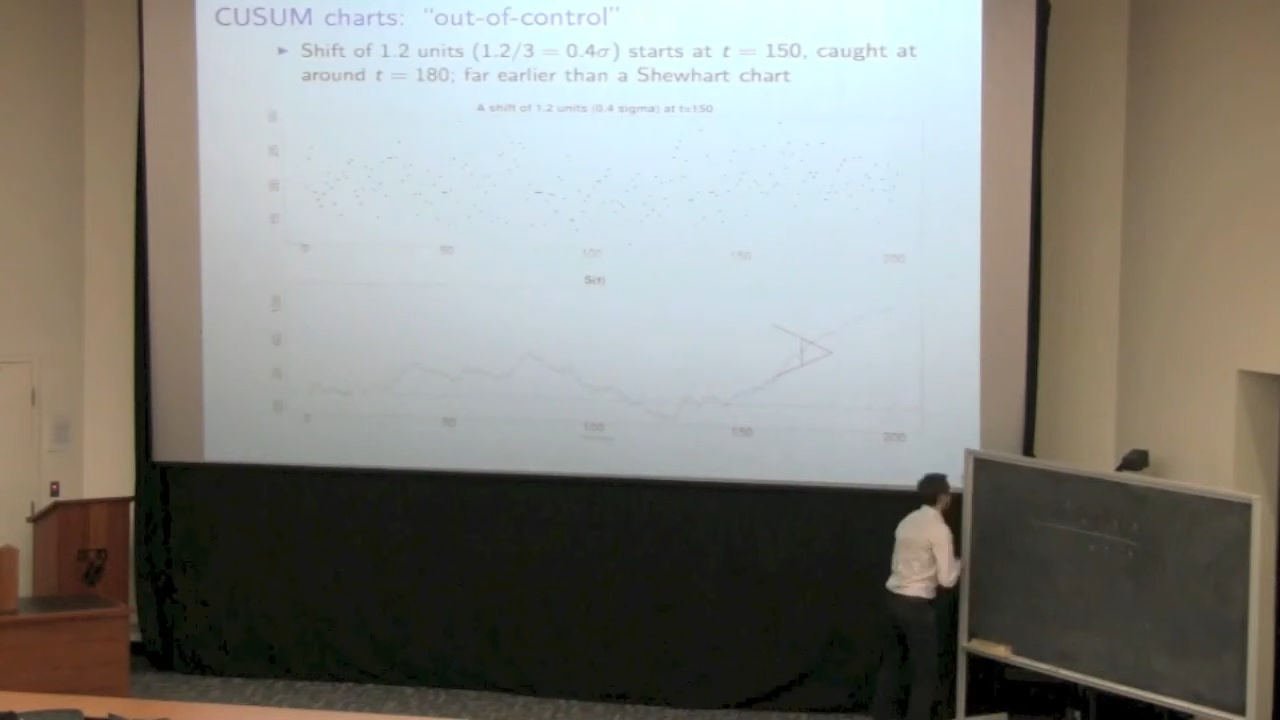 CUSUM charts: “out-of-control”
► Shift of 1.2 units (1.2/3 = 0.4σ) starts at t = 150, caught at
around t = 180; far earlier than a Shewhart chart
A shift of 1.2 units (0.4 sigma) at t=150
0 50 100 150 200
S(t)
0 50 100 150 200